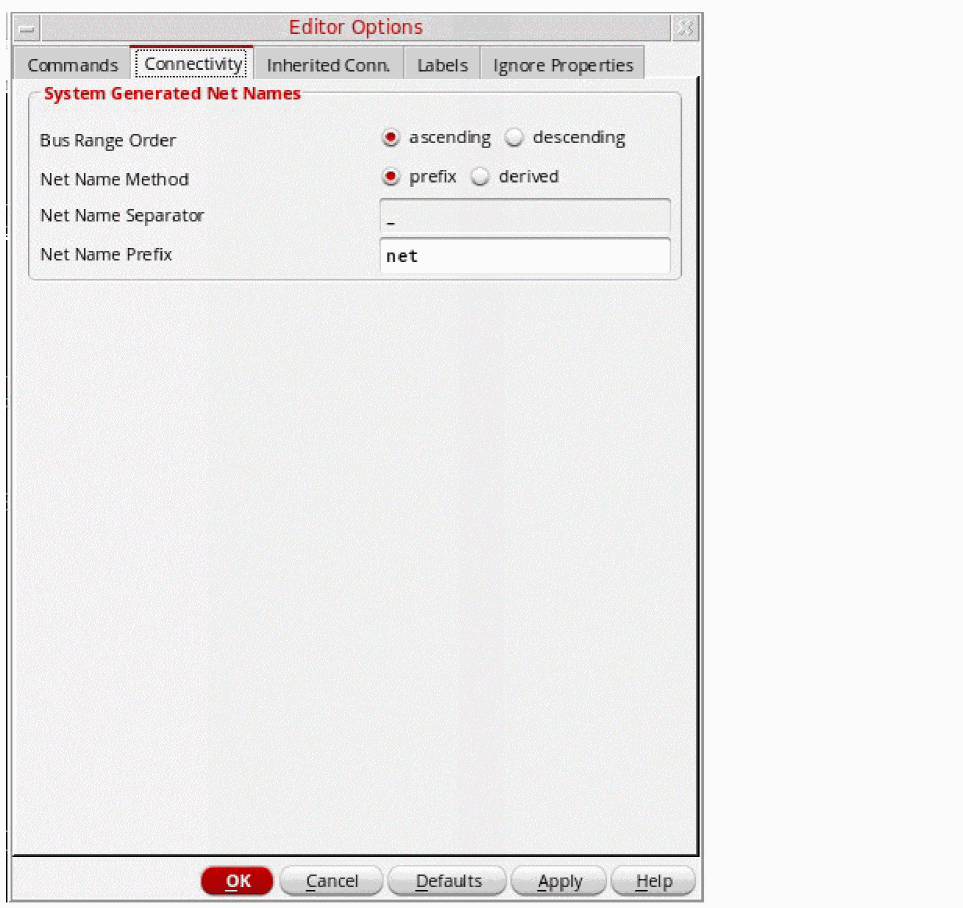 Editor Options
Commands Connectivity Inherited Conn. Labels Ignore Properties
System Generated Net Names
Bus Range Order ascending descending
Net Name Method prefix derived
Net Name Separator _
Net Name Prefix net
OK Cancel Defaults Apply Help